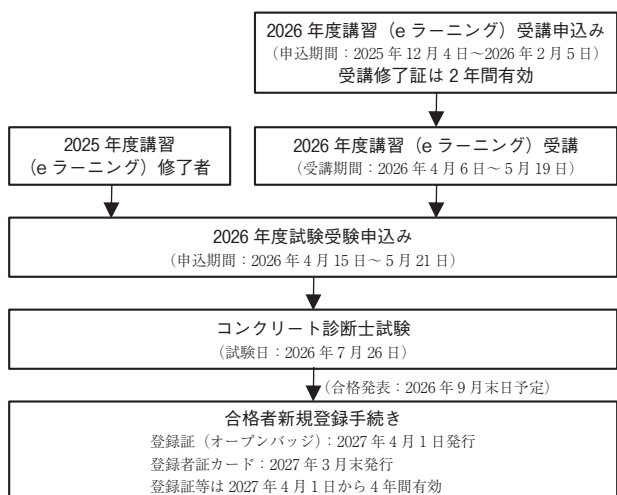 2026 年度講習（e ラーニング）受講申込み
（申込期間：2025 年 12 月 4 日～2026 年 2 月 5 日）
受講修了証は 2 年間有効
2025 年度講習
（e ラーニング）修了者
2026 年度講習（e ラーニング）受講
（受講期間：2026 年 4 月 6 日～ 5 月 19 日）
2026 年度試験受験申込み
（申込期間：2026 年 4 月 15 日～ 5 月 21 日）
コンクリート診断士試験
（試験日：2026 年 7 月 26 日）
（合格発表：2026 年 9 月末日予定）
合格者新規登録手続き
登録証（オープンバッジ）：2027 年 4 月 1 日発行
登録者証カード：2027 年 3 月末発行
登録証等は 2027 年 4 月 1 日から 4 年間有効